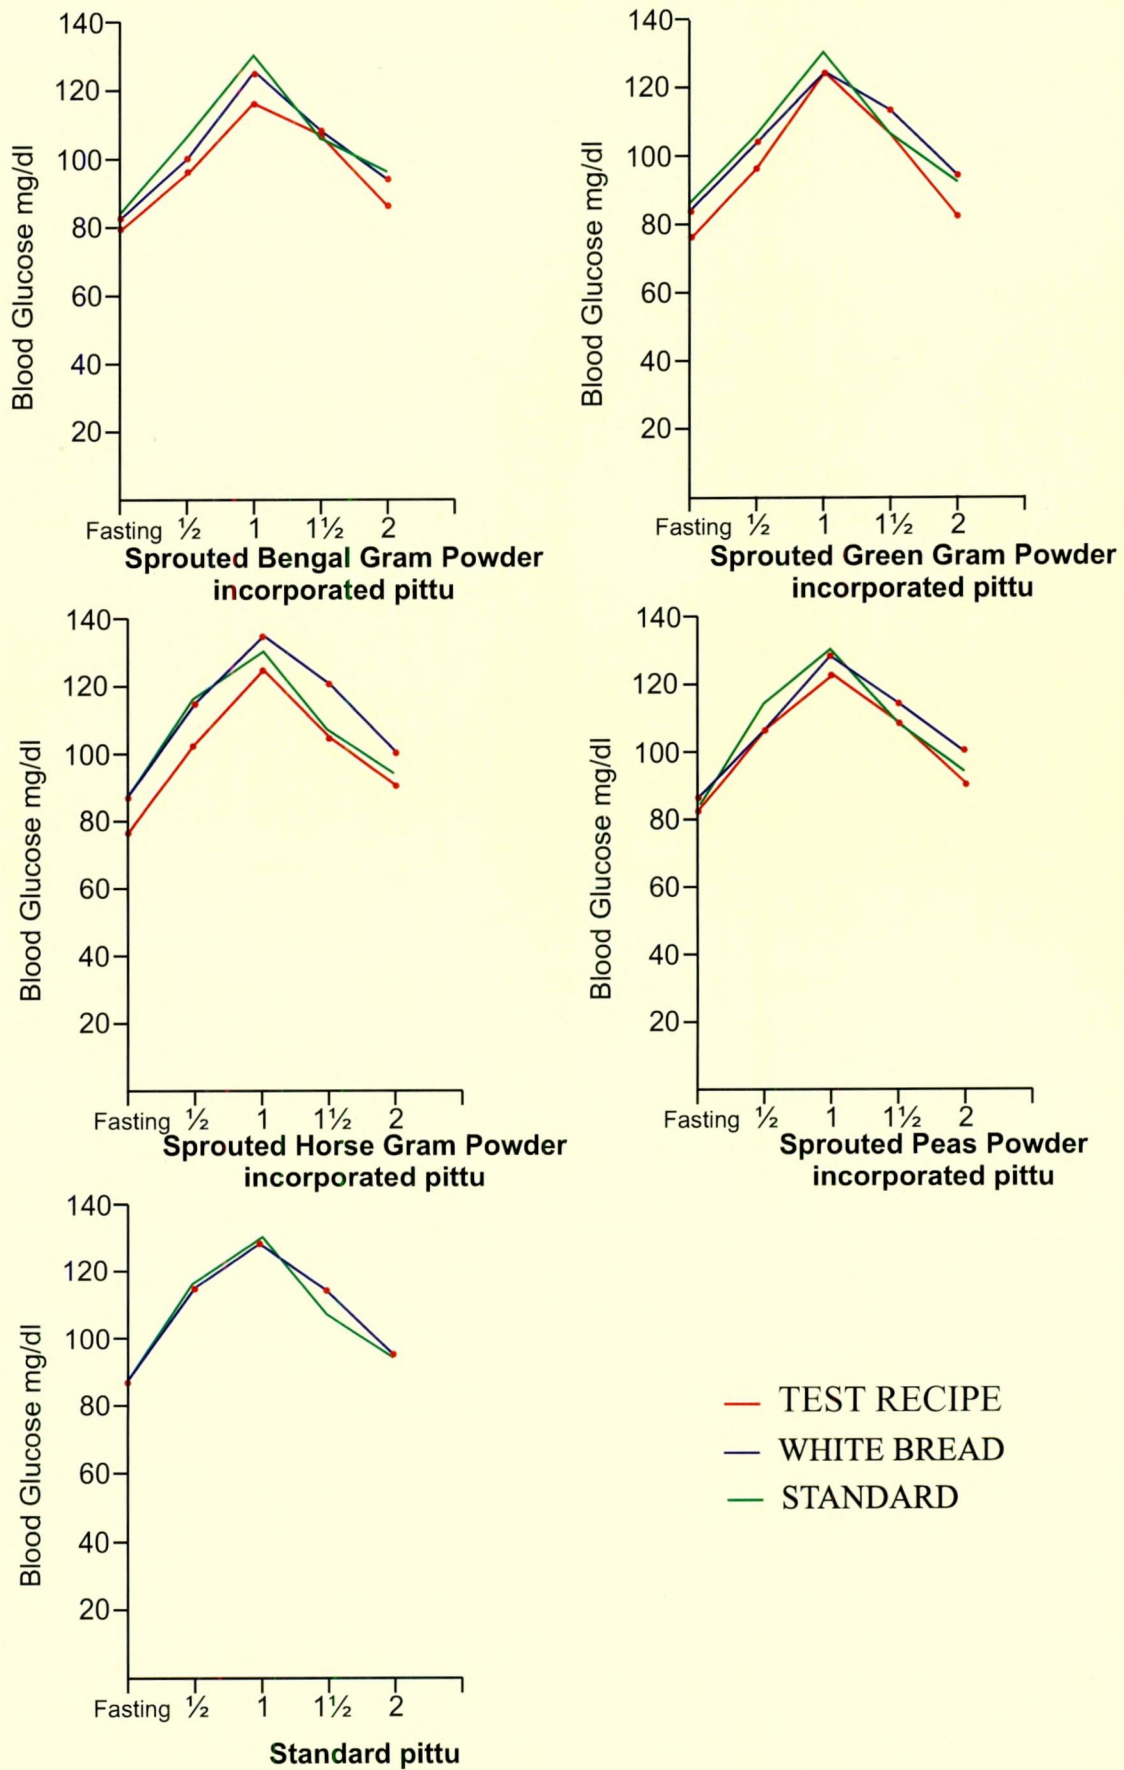 140
120
100
80
60
40
20
Blood Glucose mg/dl
Fasting ½ 1 1½ 2
Sprouted Bengal Gram Powder
incorporated pittu
140
120
100
80
60
40
20
Blood Glucose mg/dl
Fasting ½ 1 1½ 2
Sprouted Green Gram Powder
incorporated pittu
140
120
100
80
60
40
20
Blood Glucose mg/dl
Fasting ½ 1 1½ 2
Sprouted Horse Gram Powder
incorporated pittu
140
120
100
80
60
40
20
Blood Glucose mg/dl
Fasting ½ 1 1½ 2
Sprouted Peas Powder
incorporated pittu
140
120
100
80
60
40
20
Blood Glucose mg/dl
Fasting ½ 1 1½ 2
Standard pittu
TEST RECIPE
WHITE BREAD
STANDARD